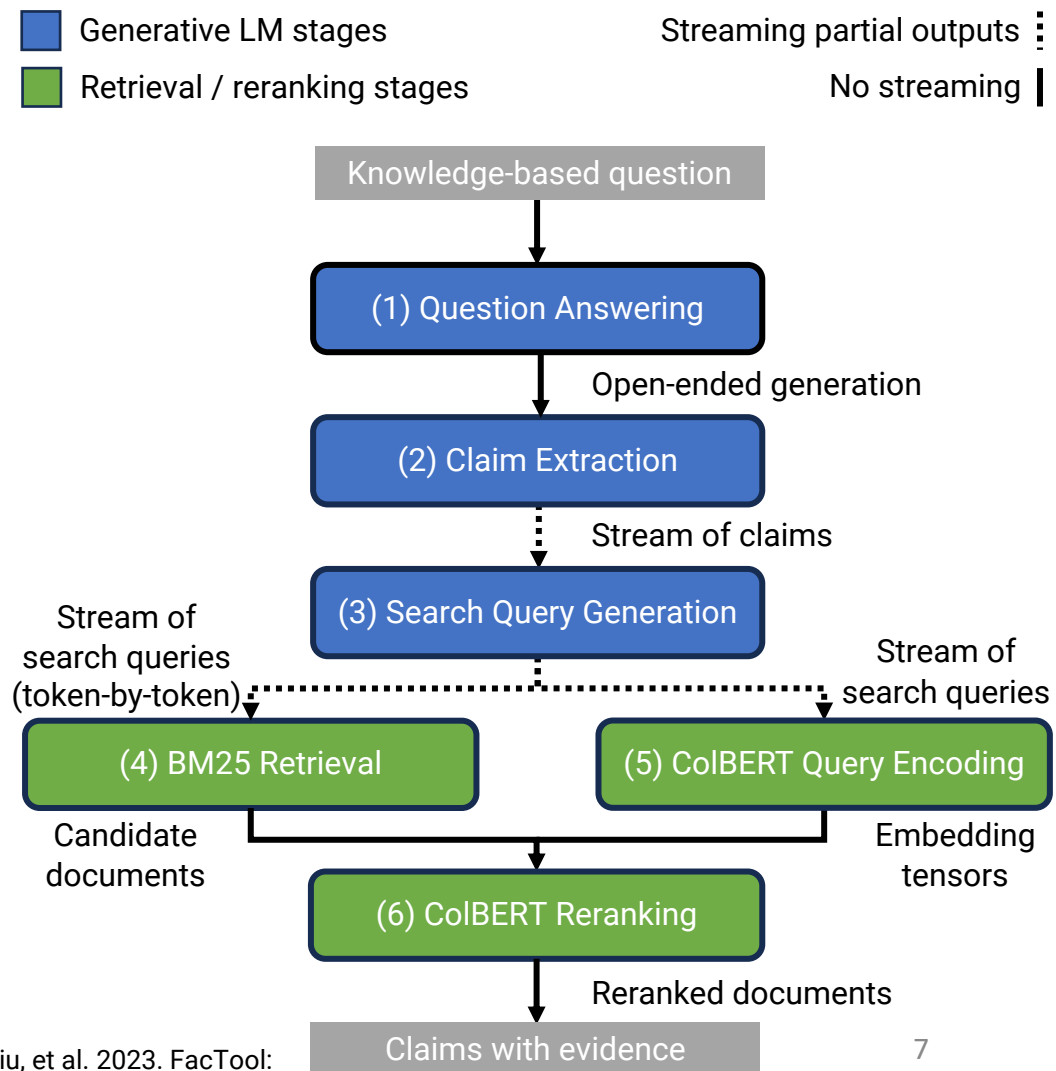 Generative LM stages
Streaming partial outputs
Retrieval / reranking stages
No streaming
Knowledge-based question
(1) Question Answering
Open-ended generation
(2) Claim Extraction
Stream of claims
(3) Search Query Generation
Stream of
search queries
(token-by-token)
Stream of
search queries
(4) BM25 Retrieval
(5) ColBERT Query Encoding
Candidate
documents
Embedding
tensors
(6) ColBERT Reranking
Reranked documents
Claims with evidence
iu, et al. 2023. FacTool:
7